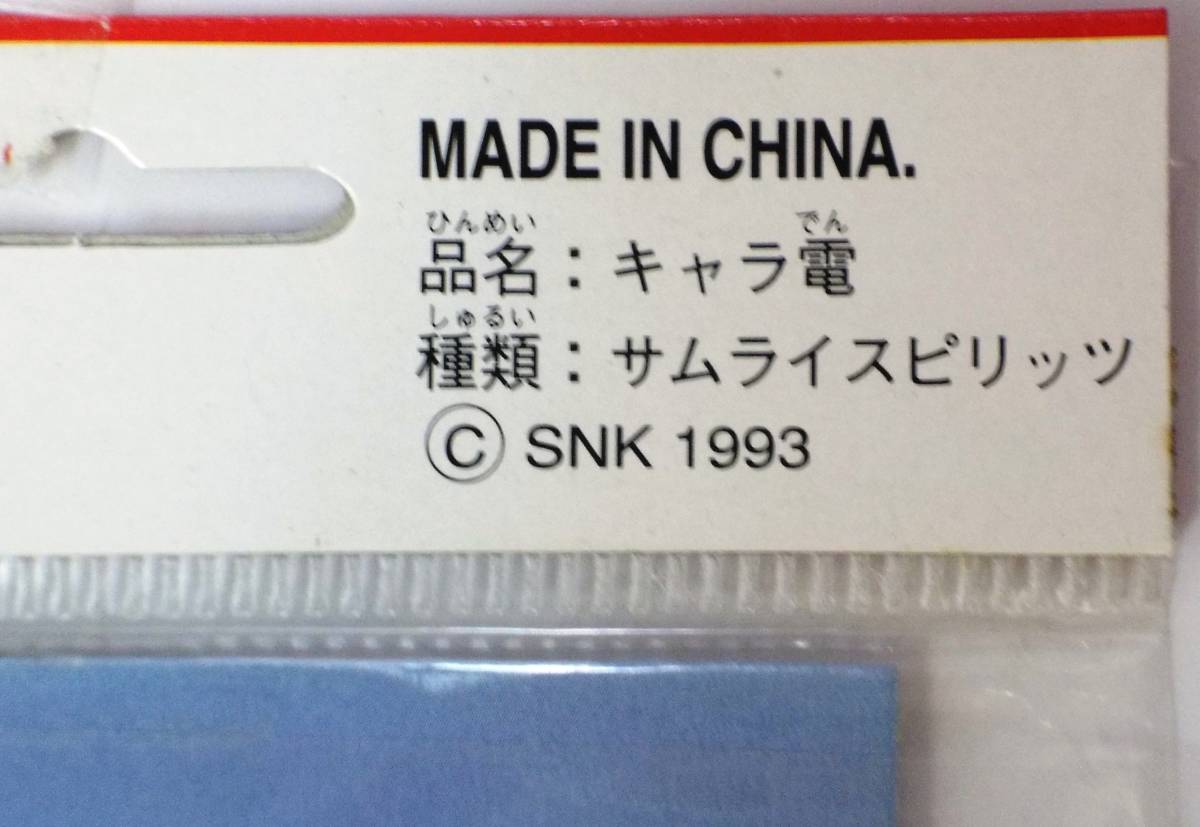 MADE IN CHINA.
ひんめい でん
品名：キャラ電
しゅるい
種類：サムライスピリッツ
Ⓒ SNK 1993